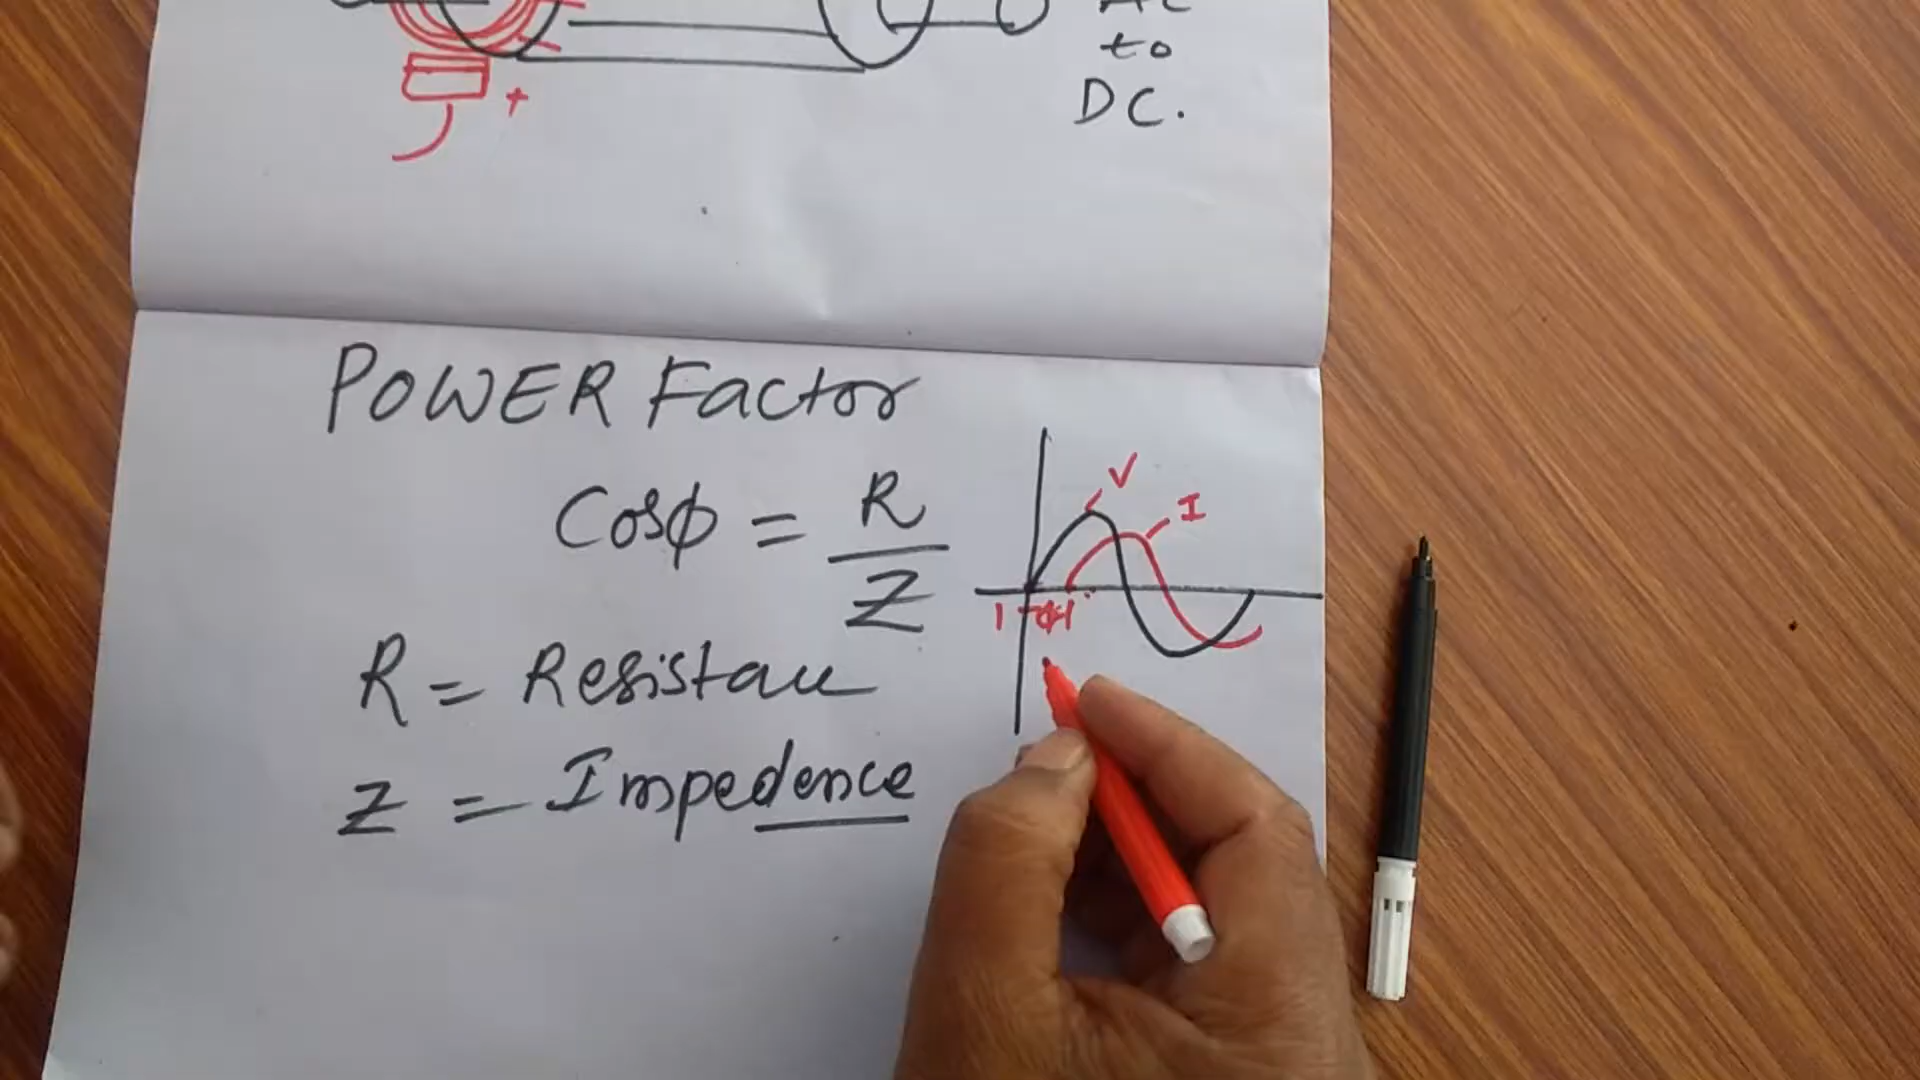 to
DC.
+
POWER Factor
Cosϕ = R/Z
V
I
ϕ
R = Resistance
Z = Impedence